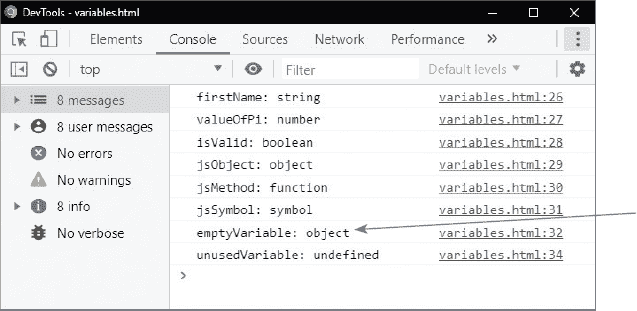 DevTools - variables.html
Elements Console Sources Network Performance »
top Filter Default levels
8 messages
8 user messages
No errors
No warnings
8 info
No verbose
firstName: string variables.html:26
valueOfPi: number variables.html:27
isValid: boolean variables.html:28
jsObject: object variables.html:29
jsMethod: function variables.html:30
jsSymbol: symbol variables.html:31
emptyVariable: object variables.html:32
unusedVariable: undefined variables.html:34
>